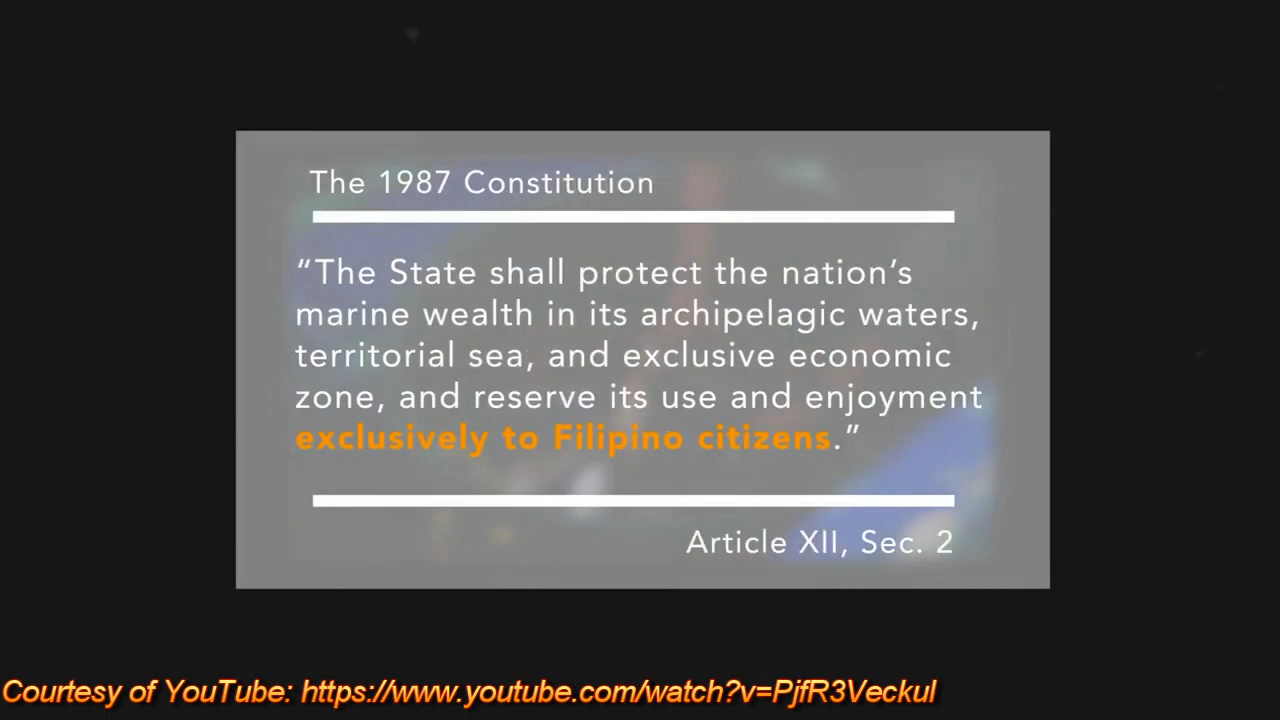 The 1987 Constitution
“The State shall protect the nation’s
marine wealth in its archipelagic waters,
territorial sea, and exclusive economic
zone, and reserve its use and enjoyment
exclusively to Filipino citizens.”
Article XII, Sec. 2
Courtesy of YouTube: https://www.youtube.com/watch?v=PjfR3VeckuI